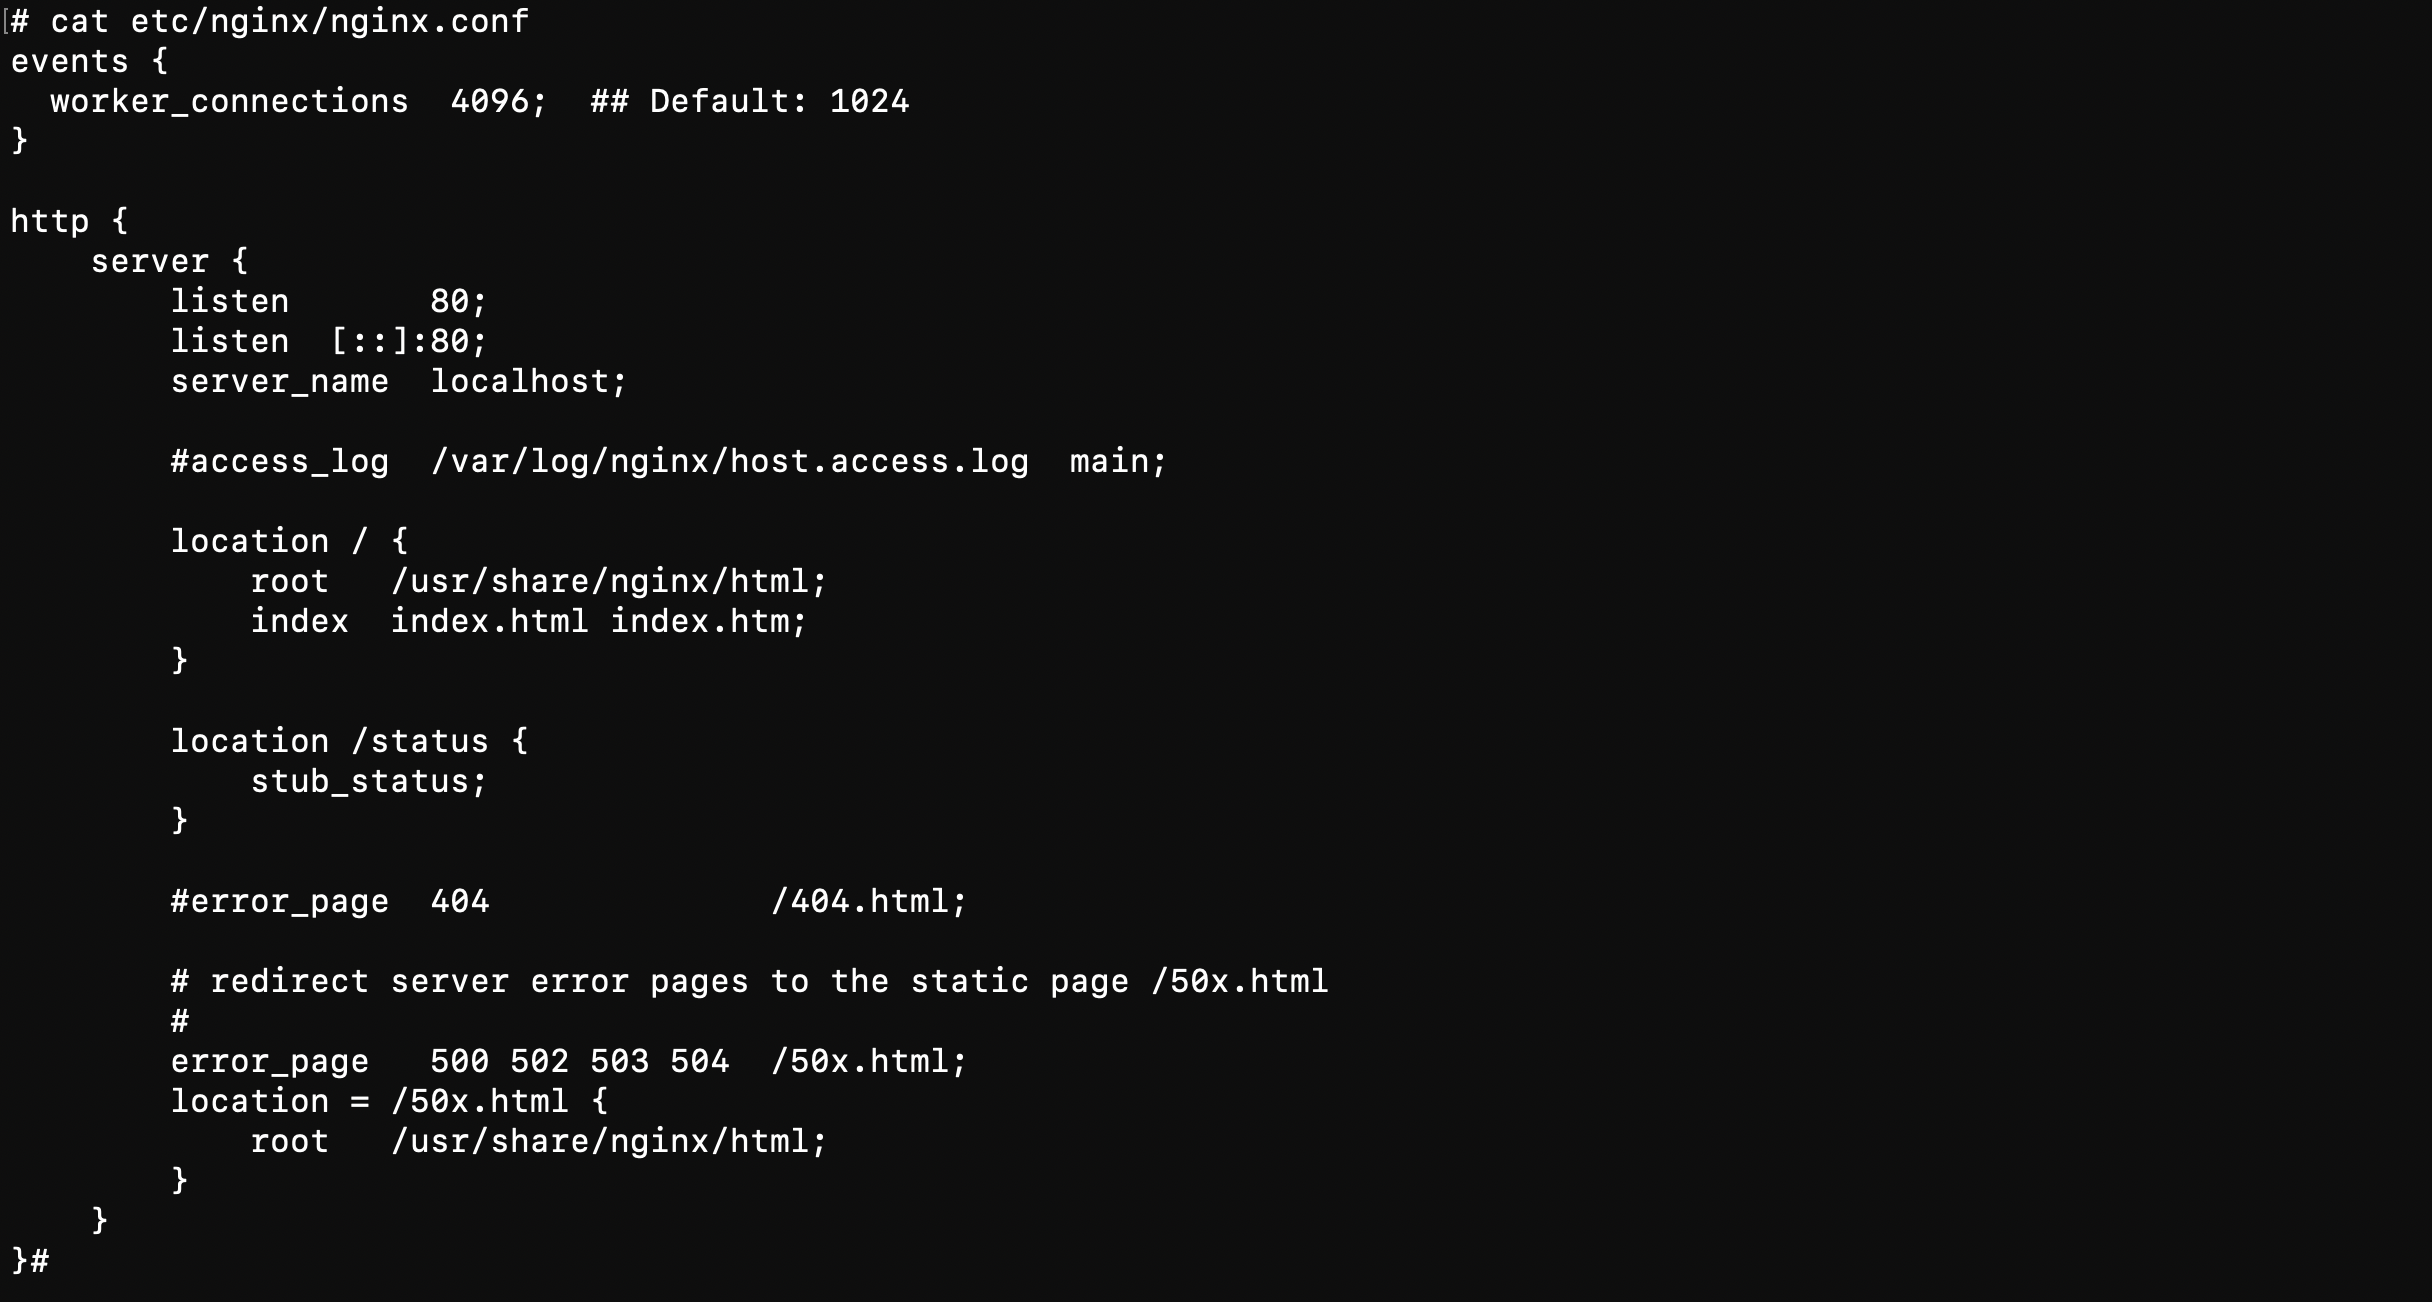 [# cat etc/nginx/nginx.conf
events {
  worker_connections  4096;  ## Default: 1024
}

http {
    server {
        listen       80;
        listen  [::]:80;
        server_name  localhost;

        #access_log  /var/log/nginx/host.access.log  main;

        location / {
            root   /usr/share/nginx/html;
            index  index.html index.htm;
        }

        location /status {
            stub_status;
        }

        #error_page  404              /404.html;

        # redirect server error pages to the static page /50x.html
        #
        error_page   500 502 503 504  /50x.html;
        location = /50x.html {
            root   /usr/share/nginx/html;
        }
    }
}#